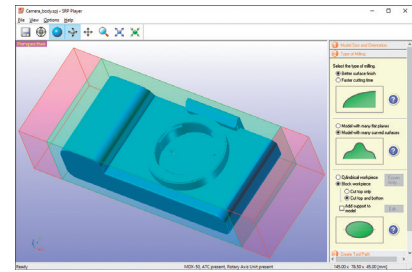 Camera_body.spj - SRP Player
File View Options Help
Perspective
Model Size and Orientation
Type of Milling
Select the type of milling.
Better surface finish
Faster cutting time
Model with many flat planes
Model with many curved surfaces
Cylindrical workpiece
Block workpiece
Cut top only
Cut top and bottom
Add support to
model
Edit...
Create Tool Path
Ready
MDX-50, ATC present, Rotary Axis Unit present
145.00 x 76.50 x 45.00 [mm]